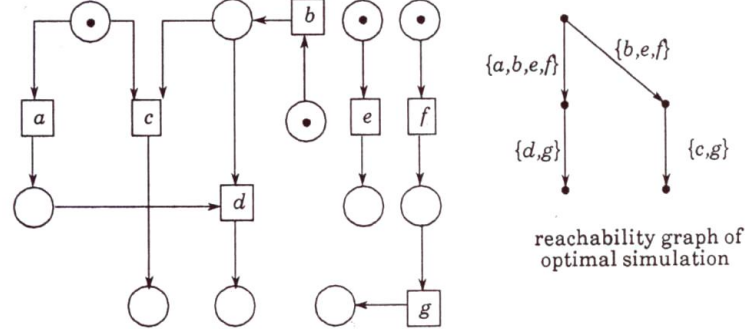 b
{b,e,f}
{a,b,e,f}
a
c
e
f
{d,g}
{c,g}
d
reachability graph of
optimal simulation
g